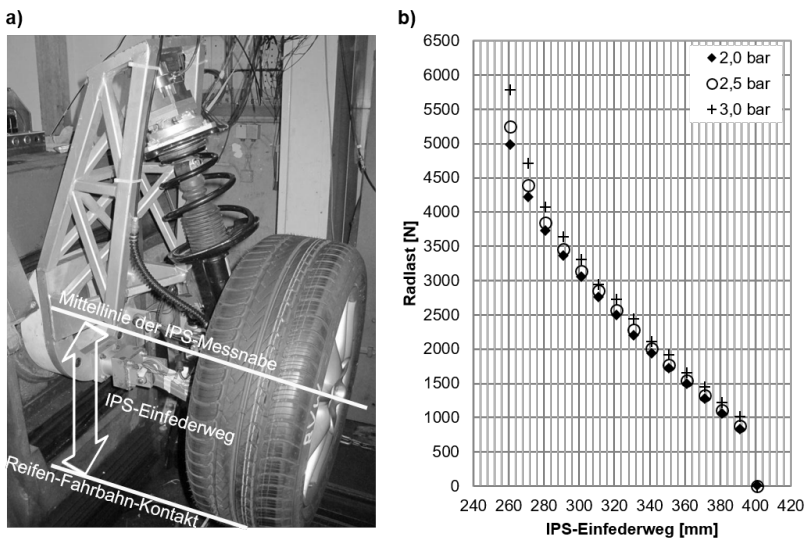 a)
Mittellinie der IPS-Messnabe
IPS-Einfederweg
Reifen-Fahrbahn-Kontakt
b)
6500
6000
5500
5000
4500
4000
3500
3000
2500
2000
1500
1000
500
0
Radlast [N]
2,0 bar
2,5 bar
3,0 bar
240 260 280 300 320 340 360 380 400 420
IPS-Einfederweg [mm]